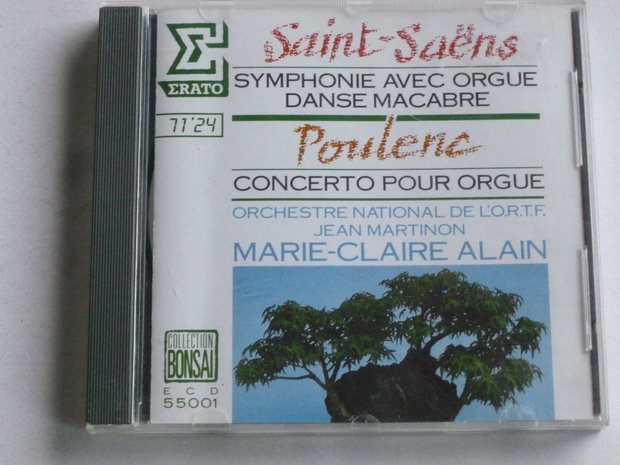 ERATO
71'24
COLLECTION
BONSAI
ECD
55001
Saint-Saëns
SYMPHONIE AVEC ORGUE
DANSE MACABRE
Poulenc
CONCERTO POUR ORGUE
ORCHESTRE NATIONAL DE L'O.R.T.F.
JEAN MARTINON
MARIE-CLAIRE ALAIN